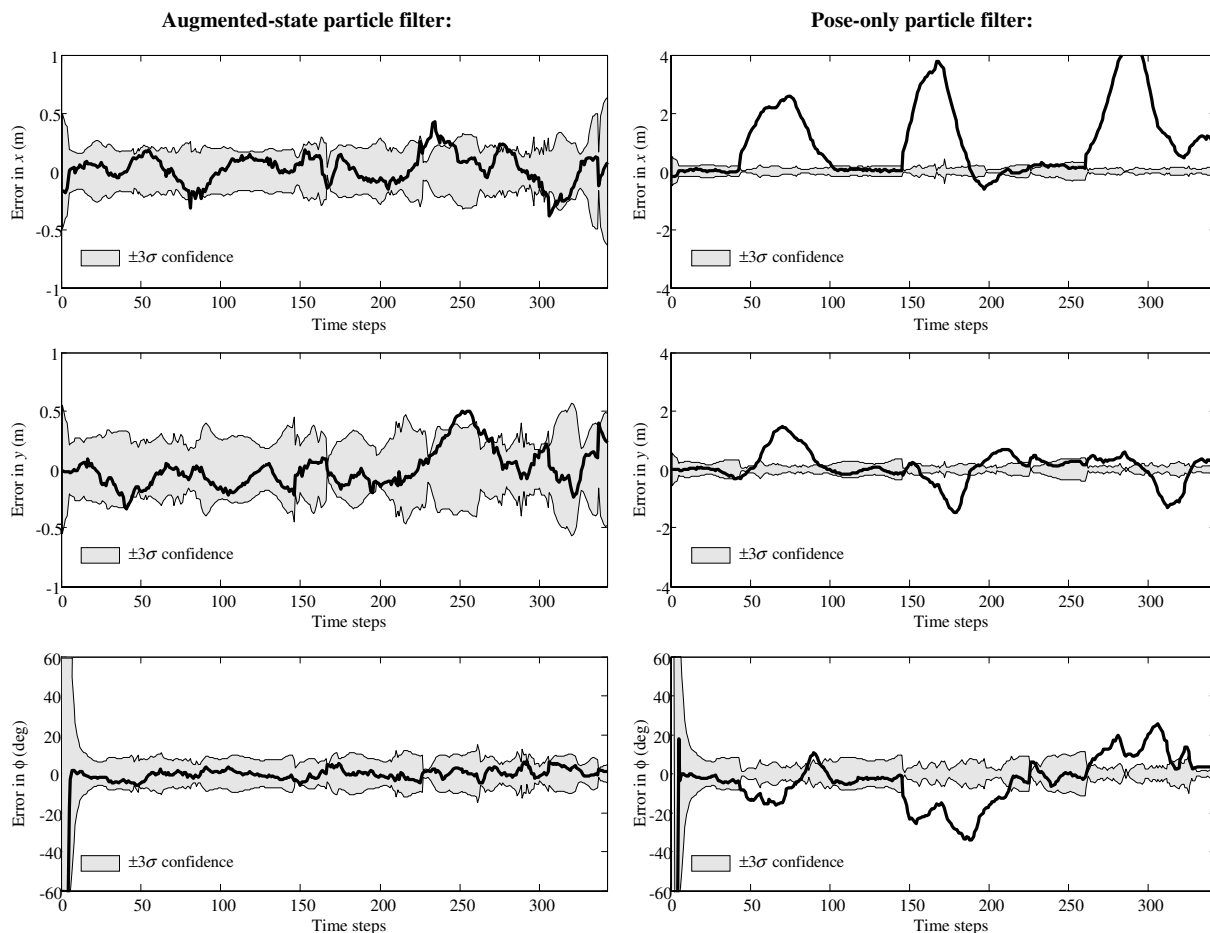 Augmented-state particle filter:
Pose-only particle filter:
1
0.5
0
-0.5
-1
Error in x (m)
±3σ confidence
0 50 100 150 200 250 300
Time steps
4
2
0
-2
-4
Error in x (m)
±3σ confidence
0 50 100 150 200 250 300
Time steps
1
0.5
0
-0.5
-1
Error in y (m)
±3σ confidence
0 50 100 150 200 250 300
Time steps
4
2
0
-2
-4
Error in y (m)
±3σ confidence
0 50 100 150 200 250 300
Time steps
60
40
20
0
-20
-40
-60
Error in ϕ (deg)
±3σ confidence
0 50 100 150 200 250 300
Time steps
60
40
20
0
-20
-40
-60
Error in ϕ (deg)
±3σ confidence
0 50 100 150 200 250 300
Time steps